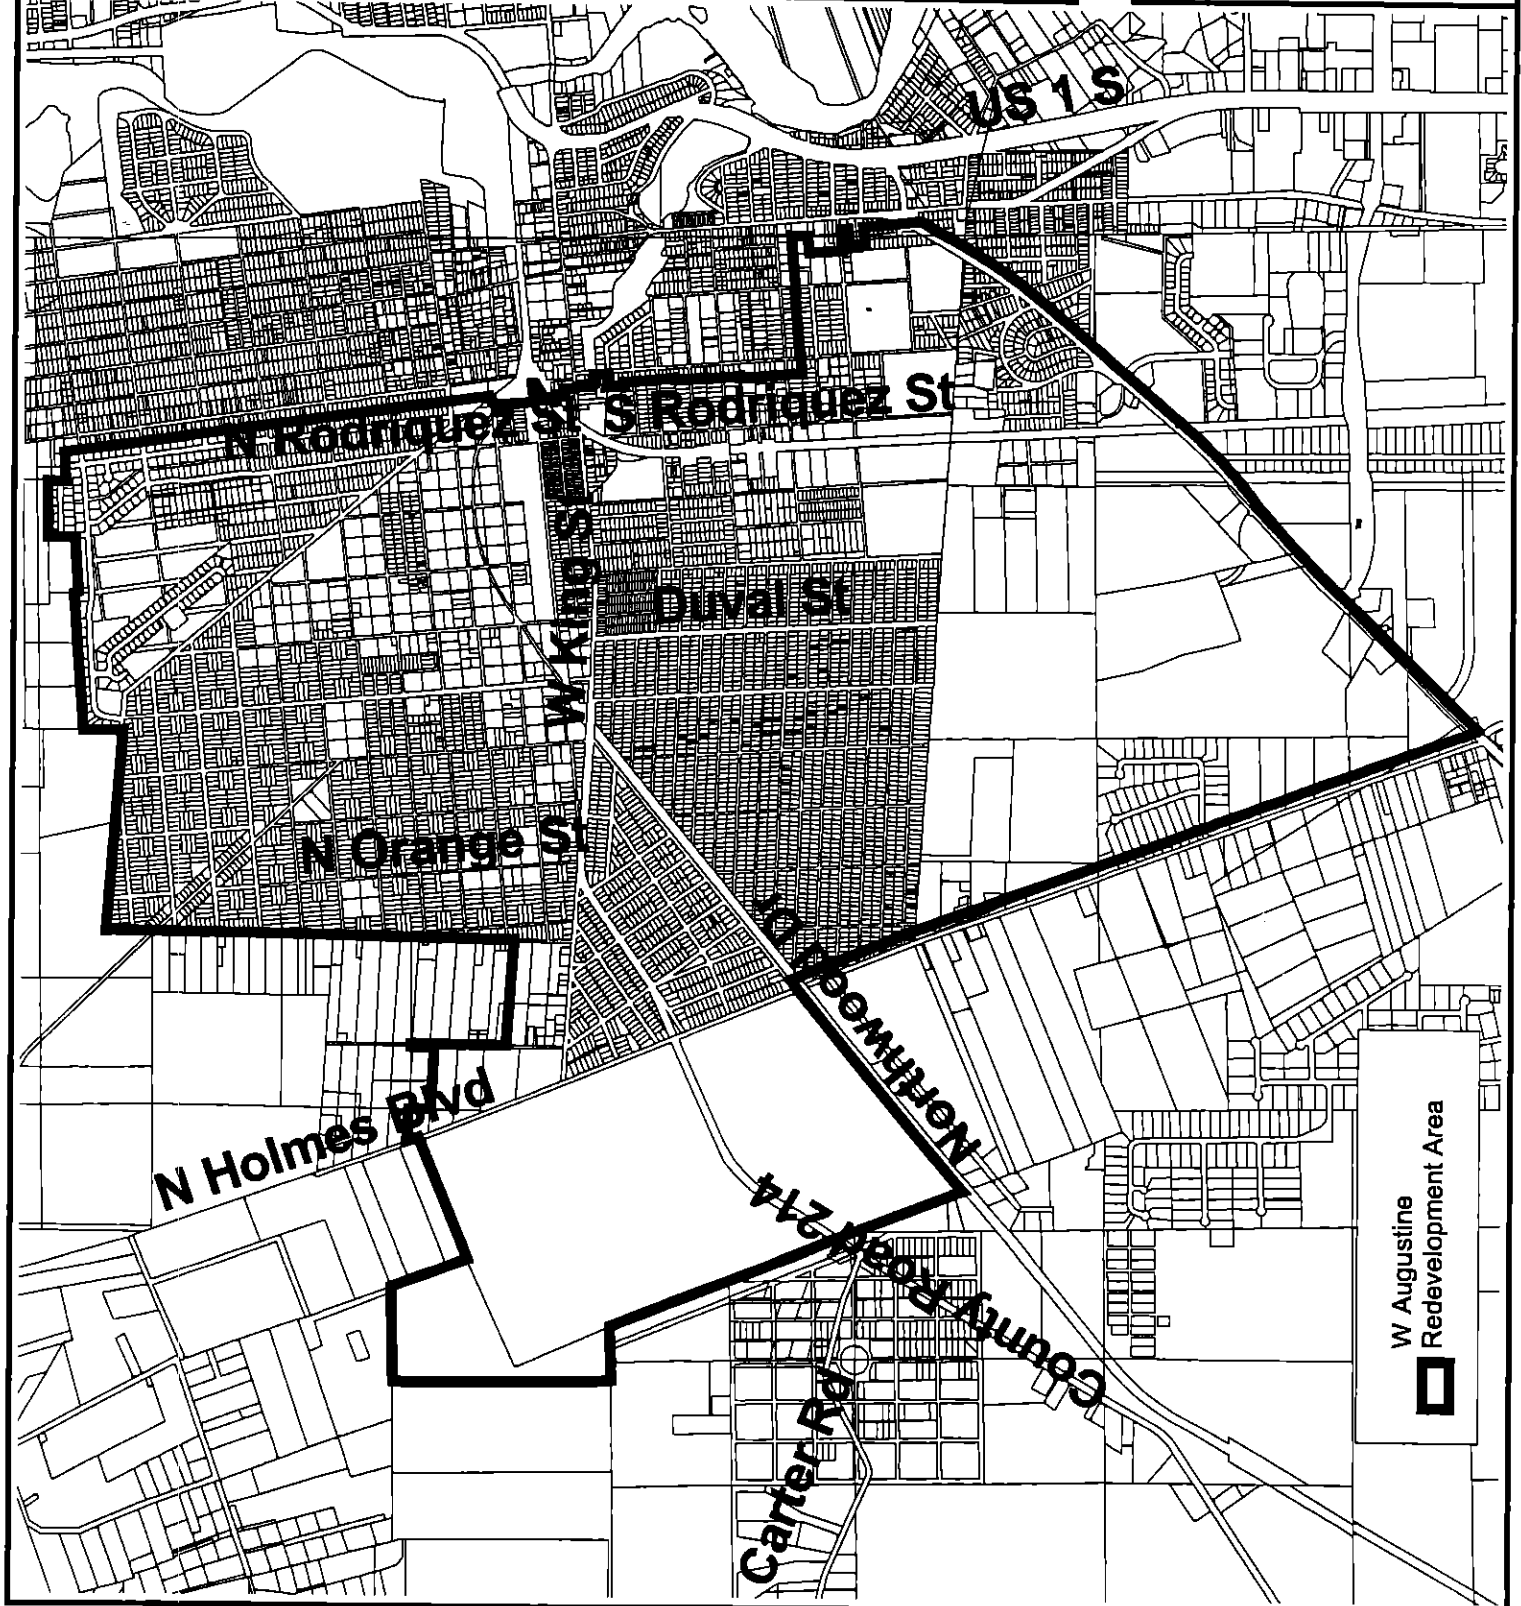 US 1 S
N Rodriquez St
S Rodriquez St
W King St
Duval St
N Orange St
Northwood Dr
N Holmes Blvd
County Road 214
Carter Rd
W Augustine
Redevelopment Area